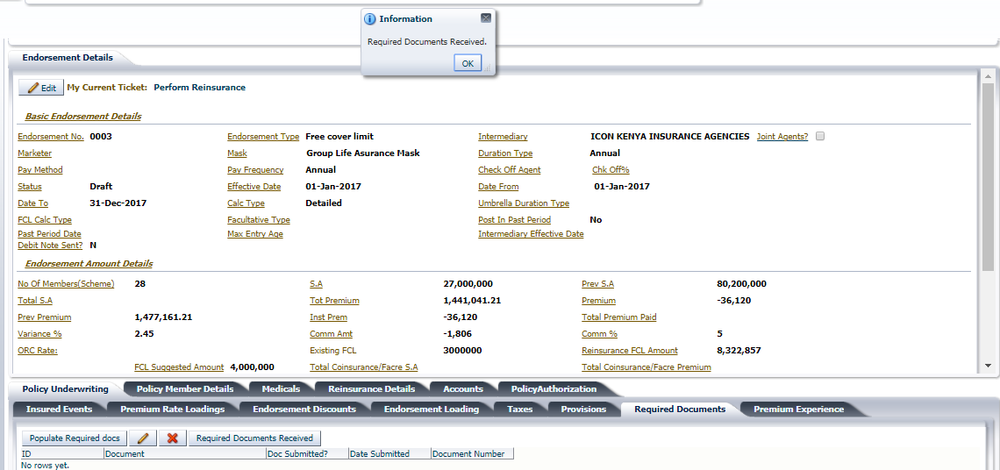 Information
Required Documents Received.
OK
Endorsement Details
Edit My Current Ticket: Perform Reinsurance
Basic Endorsement Details
Endorsement No. 0003 Endorsement Type Free cover limit Intermediary ICON KENYA INSURANCE AGENCIES Joint Agents?
Marketer Mask Group Life Asurance Mask Duration Type Annual
Pay Method Pay Frequency Annual Check Off Agent Chk Off%
Status Draft Effective Date 01-Jan-2017 Date From 01-Jan-2017
Date To 31-Dec-2017 Calc Type Detailed Umbrella Duration Type
FCL Calc Type Facultative Type Post In Past Period No
Past Period Date Max Entry Age Intermediary Effective Date
Debit Note Sent? N
Endorsement Amount Details
No Of Members(Scheme) 28 S.A 27,000,000 Prev S.A 80,200,000
Total S.A Tot Premium 1,441,041.21 Premium -36,120
Prev Premium 1,477,161.21 Inst Prem -36,120 Total Premium Paid
Variance % 2.45 Comm Amt -1,806 Comm % 5
ORC Rate: Existing FCL 3000000 Reinsurance FCL Amount 8,322,857
FCL Suggested Amount 4,000,000 Total Coinsurance/Facre S.A Total Coinsurance/Facre Premium
Policy Underwriting Policy Member Details Medicals Reinsurance Details Accounts PolicyAuthorization
Insured Events Premium Rate Loadings Endorsement Discounts Endorsement Loading Taxes Provisions Required Documents Premium Experience
Populate Required docs Required Documents Received
ID Document Doc Submitted? Date Submitted Document Number
No rows yet.